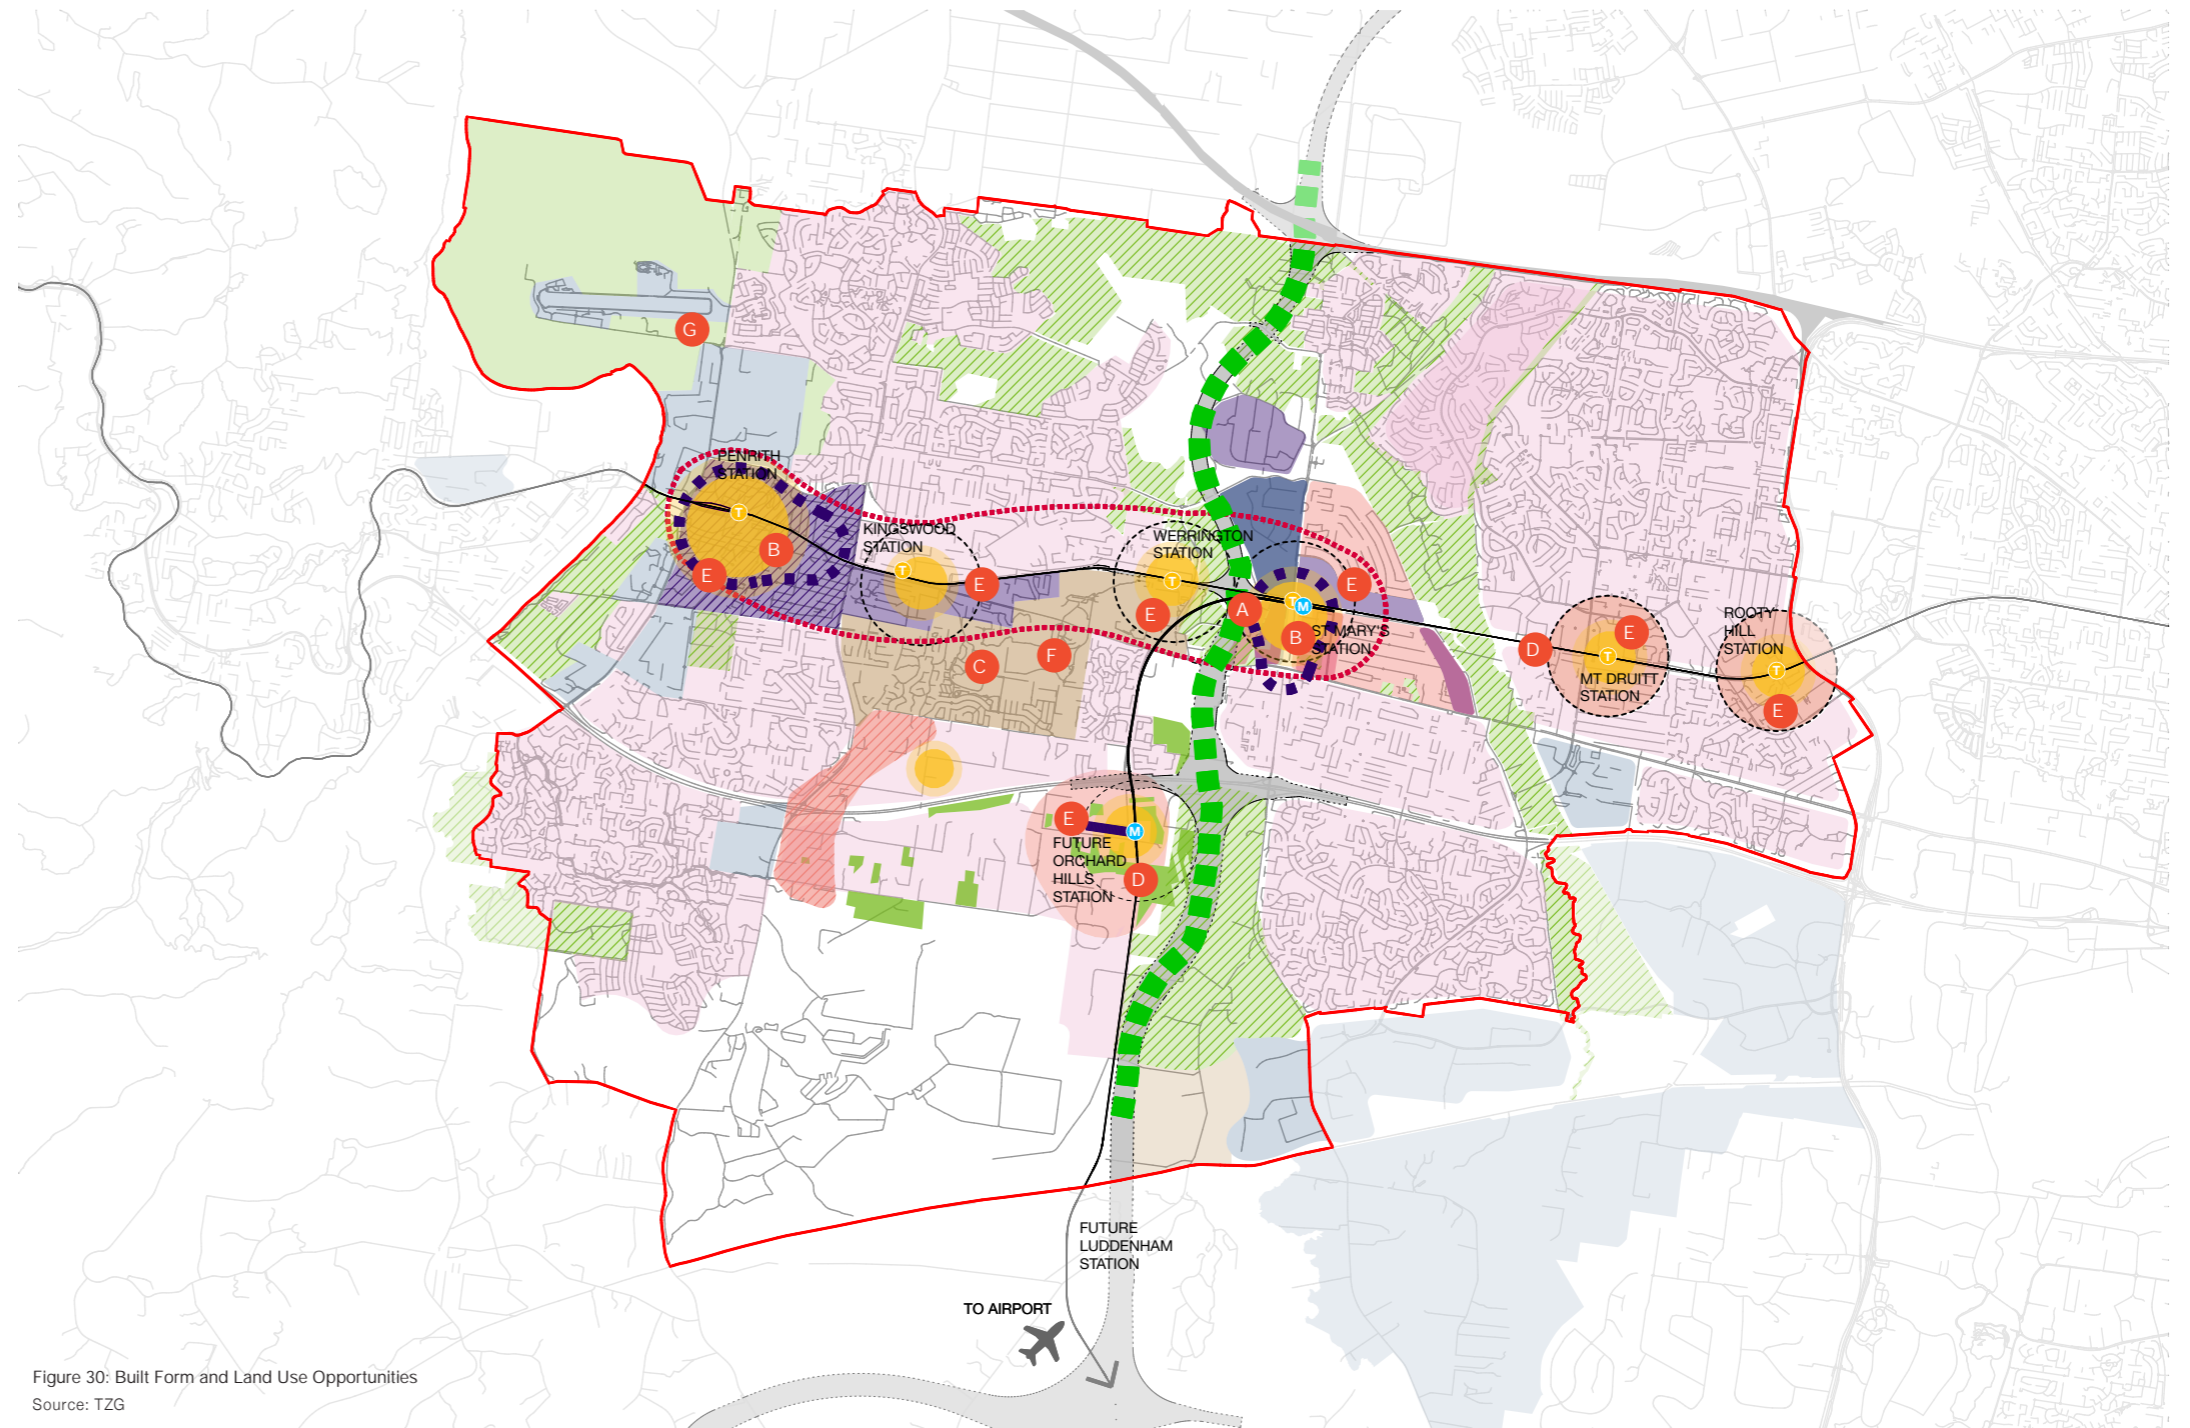 G
PENRITH
STATION
T
B
E
KINGSWOOD
STATION
T
E
WERRINGTON
STATION
T
E
A
T
M
E
B
ST MARY'S
STATION
C
F
D
E
T
MT DRUITT
STATION
ROOTY
HILL
STATION
T
E
E
M
FUTURE
ORCHARD
HILLS
STATION
D
FUTURE
LUDDENHAM
STATION
TO AIRPORT
Figure 30: Built Form and Land Use Opportunities
Source: TZG